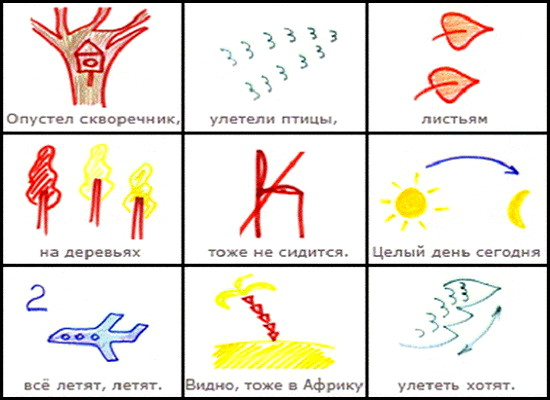 Опустел скворечник,
улетели птицы,
листьям
на деревьях
тоже не сидится.
Целый день сегодня
2
всё летят, летят.
Видно, тоже в Африку
улететь хотят.